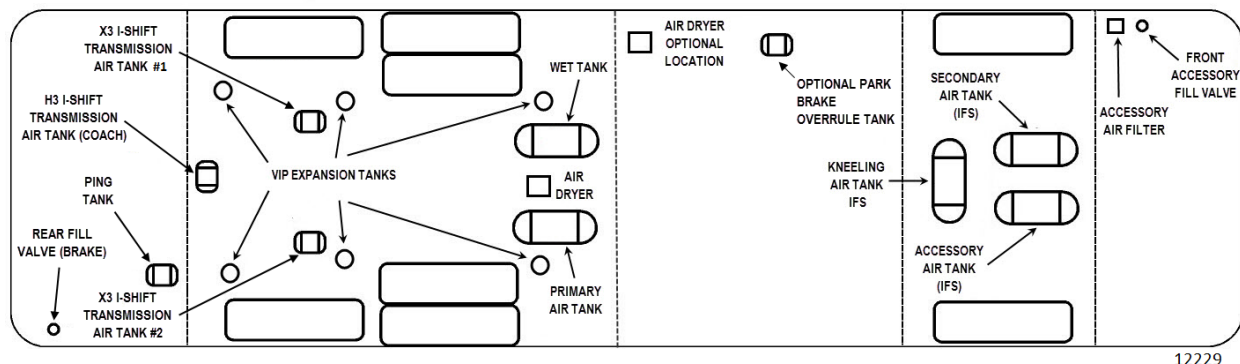 X3 I-SHIFT
TRANSMISSION
AIR TANK #1
H3 I-SHIFT
TRANSMISSION
AIR TANK (COACH)
PING
TANK
REAR FILL
VALVE (BRAKE)
X3 I-SHIFT
TRANSMISSION
AIR TANK #2
VIP EXPANSION TANKS
WET TANK
AIR
DRYER
PRIMARY
AIR TANK
AIR DRYER
OPTIONAL
LOCATION
OPTIONAL PARK
BRAKE
OVERRULE TANK
SECONDARY
AIR TANK
(IFS)
KNEELING
AIR TANK
IFS
ACCESSORY
AIR TANK
(IFS)
ACCESSORY
AIR FILTER
FRONT
ACCESSORY
FILL VALVE
12229